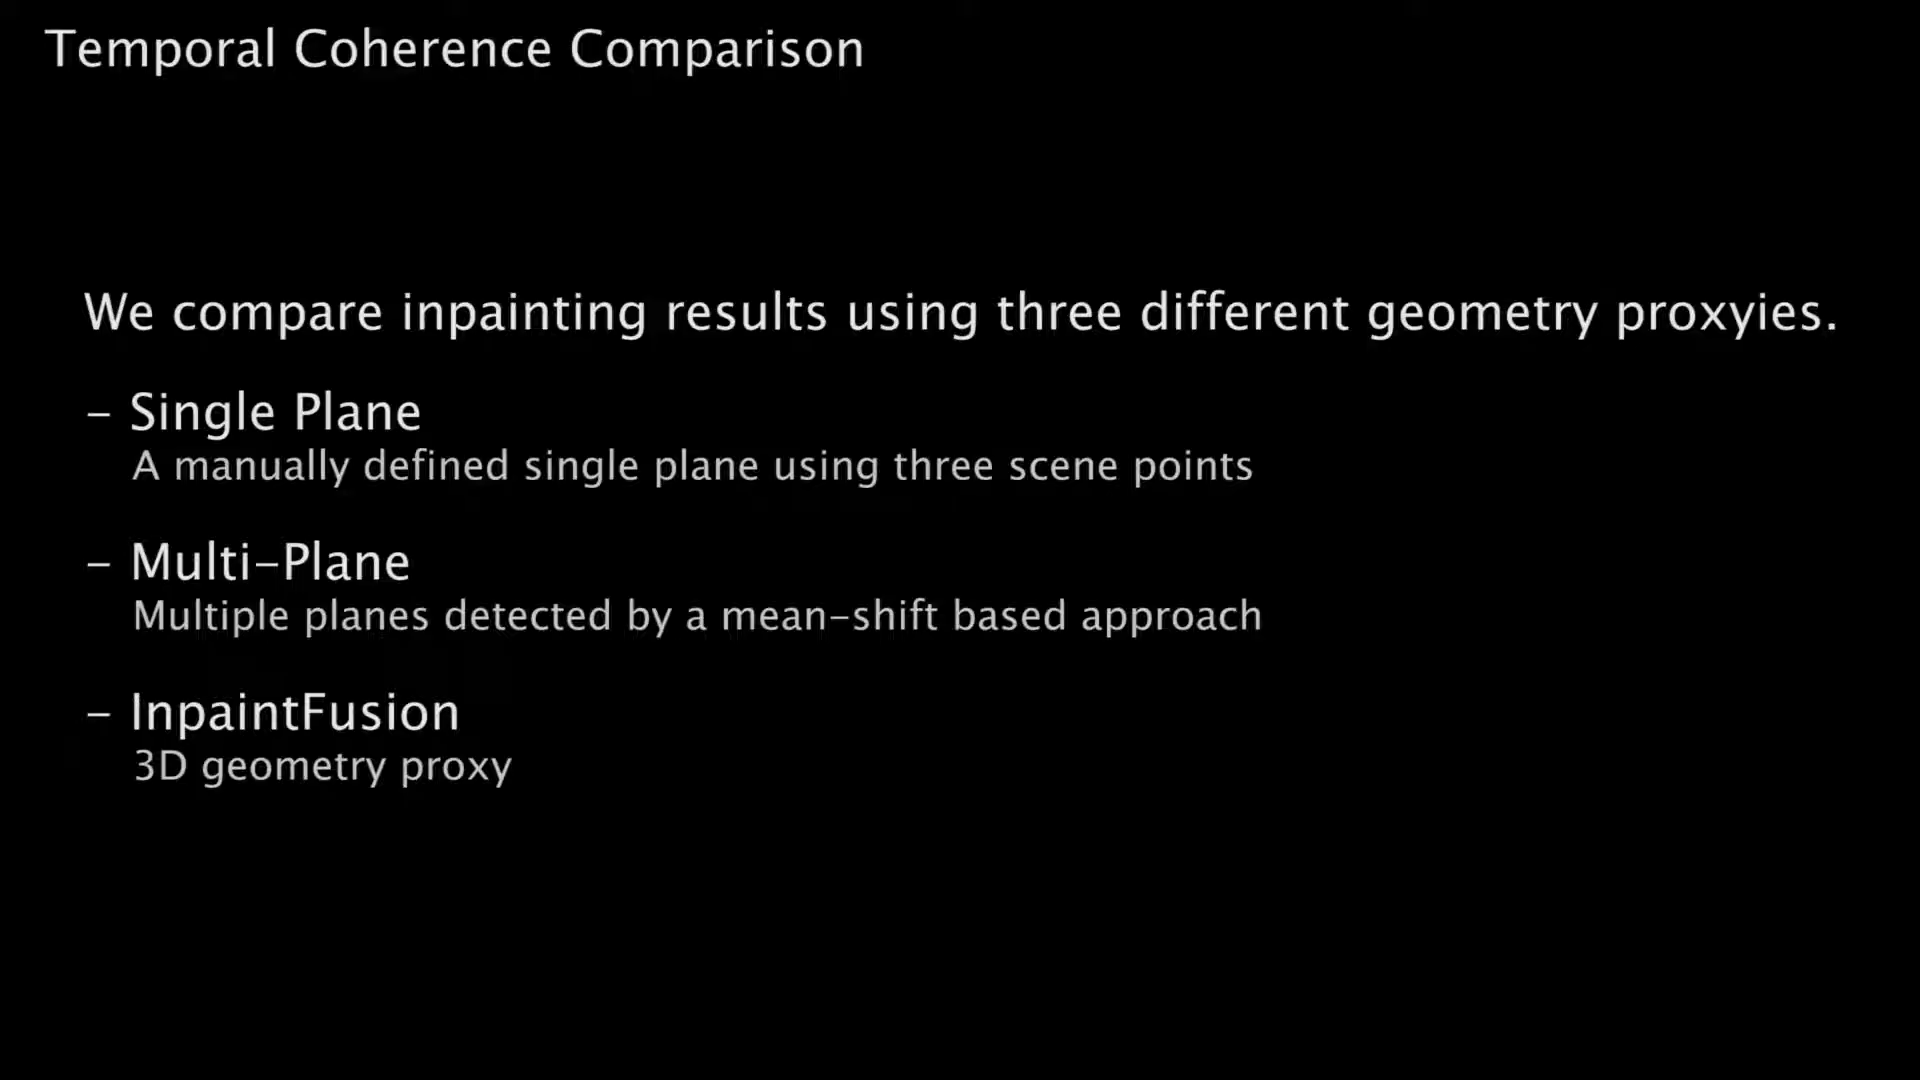 Temporal Coherence Comparison
We compare inpainting results using three different geometry proxyies.
- Single Plane
A manually defined single plane using three scene points
- Multi-Plane
Multiple planes detected by a mean-shift based approach
- InpaintFusion
3D geometry proxy